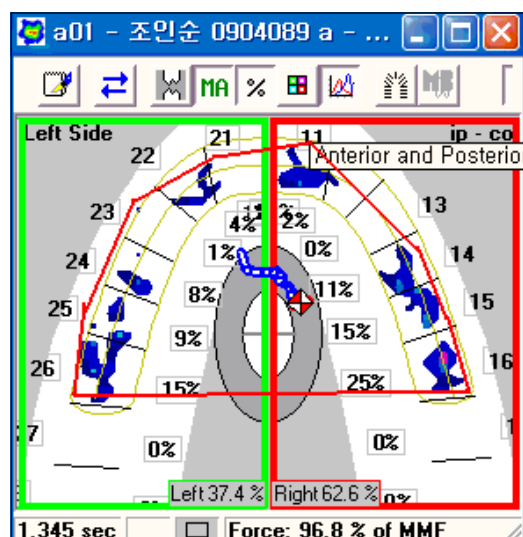 a01 - 조인순 0904089 a - ...
MA %
Left Side
ip - co
21
11
22
Anterior and Posterio
23
13
4%
2%
24
1%
0%
14
8%
11%
25
15
9%
15%
26
16
15%
25%
0%
0%
Left 37.4 %
Right 62.6 %
0%
1.345 sec
Force: 96.8 % of MMF